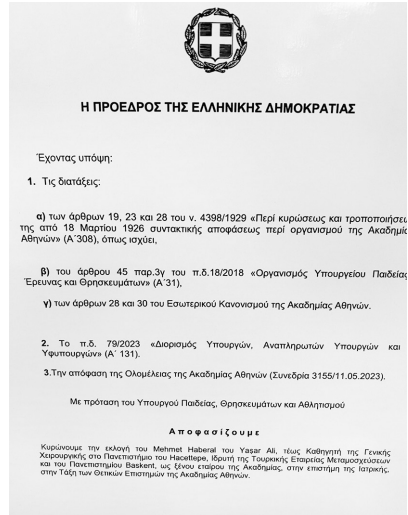 Η ΠΡΟΕΔΡΟΣ ΤΗΣ ΕΛΛΗΝΙΚΗΣ ΔΗΜΟΚΡΑΤΙΑΣ
Έχοντας υπόψη:
1. Τις διατάξεις:
α) των άρθρων 19, 23 και 28 του ν. 4398/1929 «Περί κυρώσεως και τροποποιήσεω
της από 18 Μαρτίου 1926 συντακτικής αποφάσεως περί οργανισμού της Ακαδημία
Αθηνών» (Α΄308), όπως ισχύει,
β) του άρθρου 45 παρ.3γ του π.δ.18/2018 «Οργανισμός Υπουργείου Παιδείας
Έρευνας και Θρησκευμάτων» (Α΄31),
γ) των άρθρων 28 και 30 του Εσωτερικού Κανονισμού της Ακαδημίας Αθηνών.
2. Το π.δ. 79/2023 «Διορισμός Υπουργών, Αναπληρωτών Υπουργών και
Υφυπουργών» (Α΄ 131).
3.Την απόφαση της Ολομέλειας της Ακαδημίας Αθηνών (Συνεδρία 3155/11.05.2023).
Με πρόταση του Υπουργού Παιδείας, Θρησκευμάτων και Αθλητισμού
Α π ο φ α σ ί ζ ο υ μ ε
Κυρώνουμε την εκλογή του Mehmet Haberal του Yaşar Ali, τέως Καθηγητή της Γενικής
Χειρουργικής στο Πανεπιστήμιο του Hacettepe, Ιδρυτή της Τουρκικής Εταιρείας Μεταμοσχεύσεων
και του Πανεπιστημίου Baskent, ως ξένου εταίρου της Ακαδημίας, στην επιστήμη της Ιατρικής,
στην Τάξη των Θετικών Επιστημών της Ακαδημίας Αθηνών.